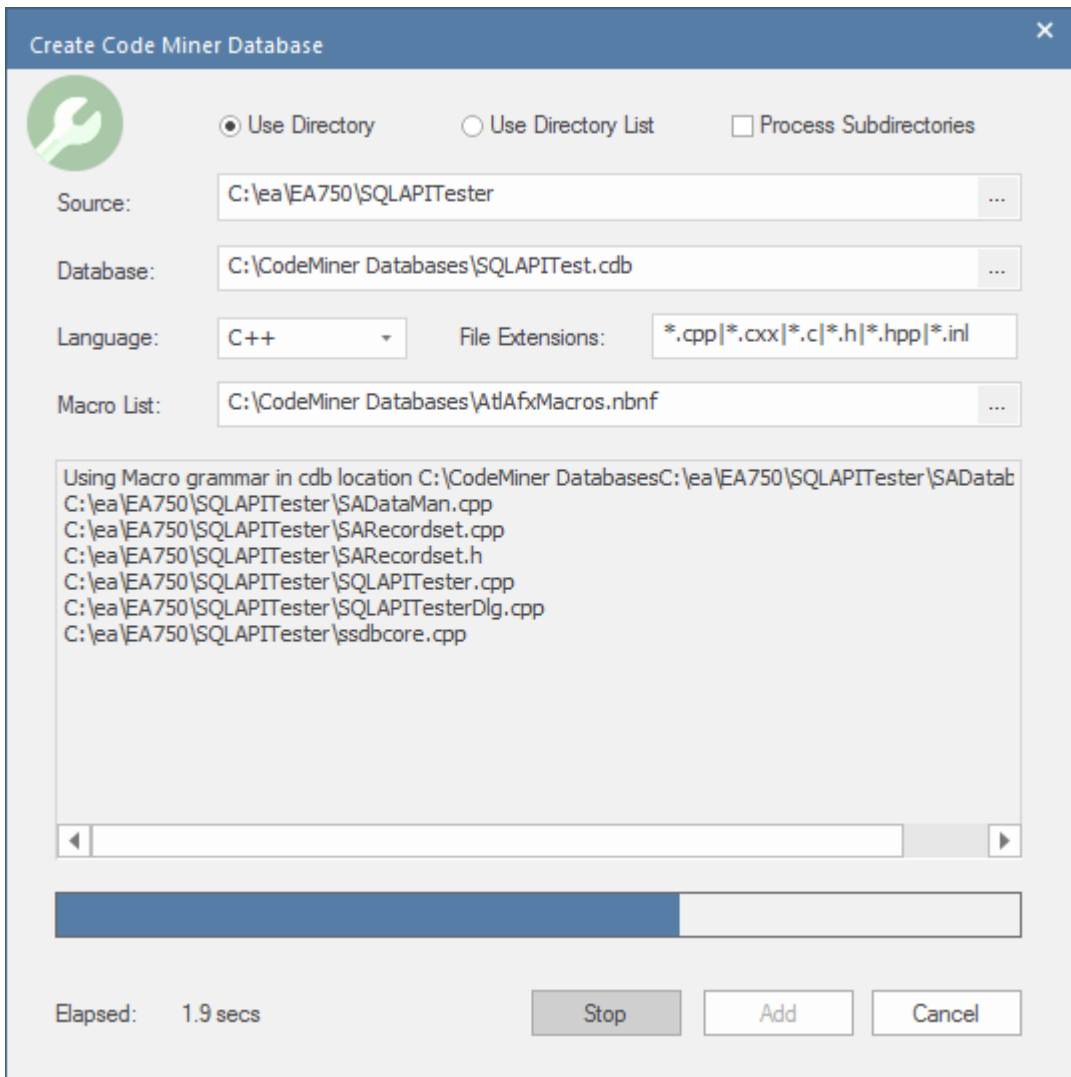 Create Code Miner Database
Use Directory Use Directory List Process Subdirectories
Source: C:\ea\EA750\SQLAPITester ...
Database: C:\CodeMiner Databases\SQLAPITest.cdb ...
Language: C++ File Extensions: *.cpp|*.cxx|*.c|*.h|*.hpp|*.inl
Macro List: C:\CodeMiner Databases\AtlAfxMacros.nbnf ...
Using Macro grammar in cdb location C:\CodeMiner DatabasesC:\ea\EA750\SQLAPITester\SADatab
C:\ea\EA750\SQLAPITester\SADataMan.cpp
C:\ea\EA750\SQLAPITester\SARecordset.cpp
C:\ea\EA750\SQLAPITester\SARecordset.h
C:\ea\EA750\SQLAPITester\SQLAPITester.cpp
C:\ea\EA750\SQLAPITester\SQLAPITesterDlg.cpp
C:\ea\EA750\SQLAPITester\ssdbcore.cpp
Elapsed: 1.9 secs Stop Add Cancel